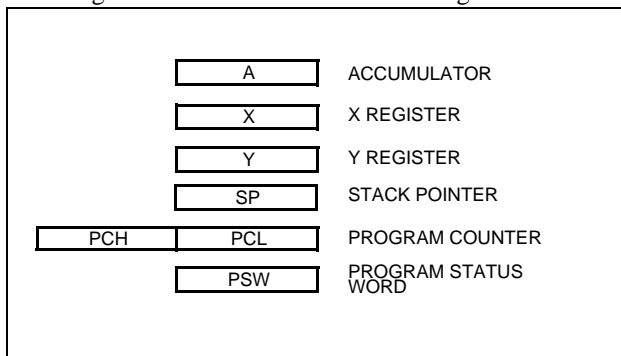 A ACCUMULATOR
X X REGISTER
Y Y REGISTER
SP STACK POINTER
PCH PCL PROGRAM COUNTER
PSW PROGRAM STATUS
WORD